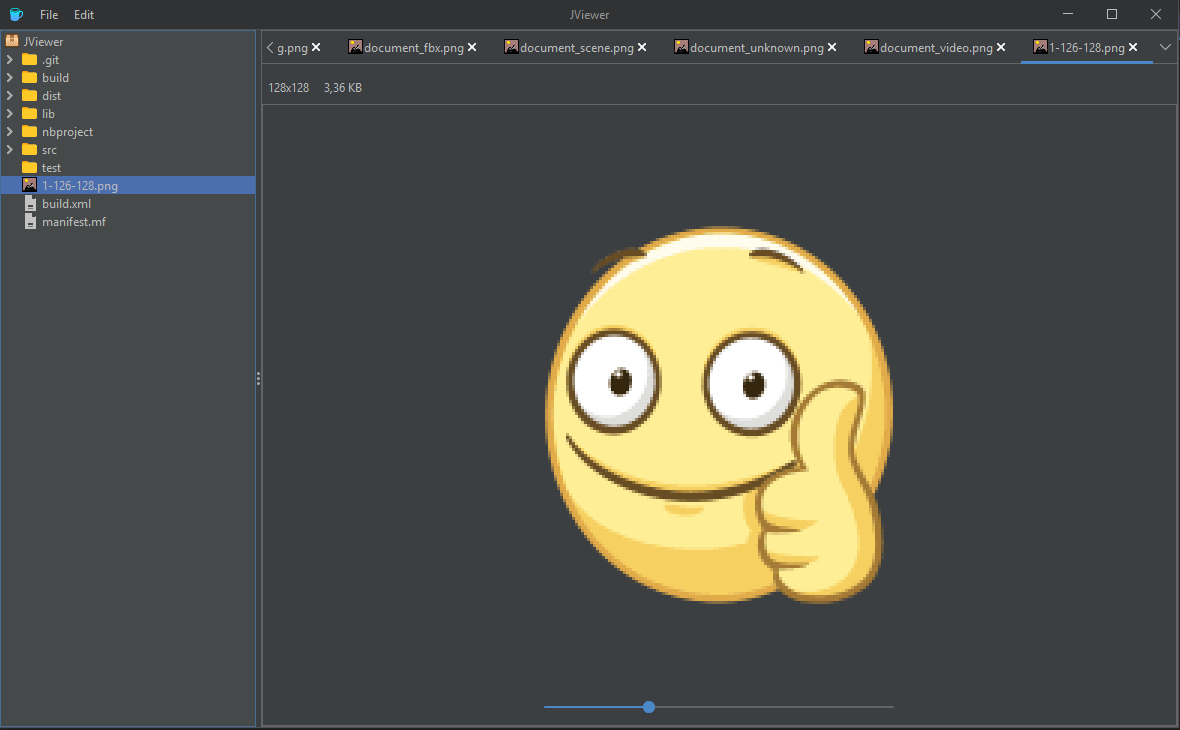 File Edit JViewer
JViewer
.git
build
dist
lib
nbproject
src
test
1-126-128.png
build.xml
manifest.mf
g.png document_fbx.png document_scene.png document_unknown.png document_video.png 1-126-128.png
128x128 3,36 KB